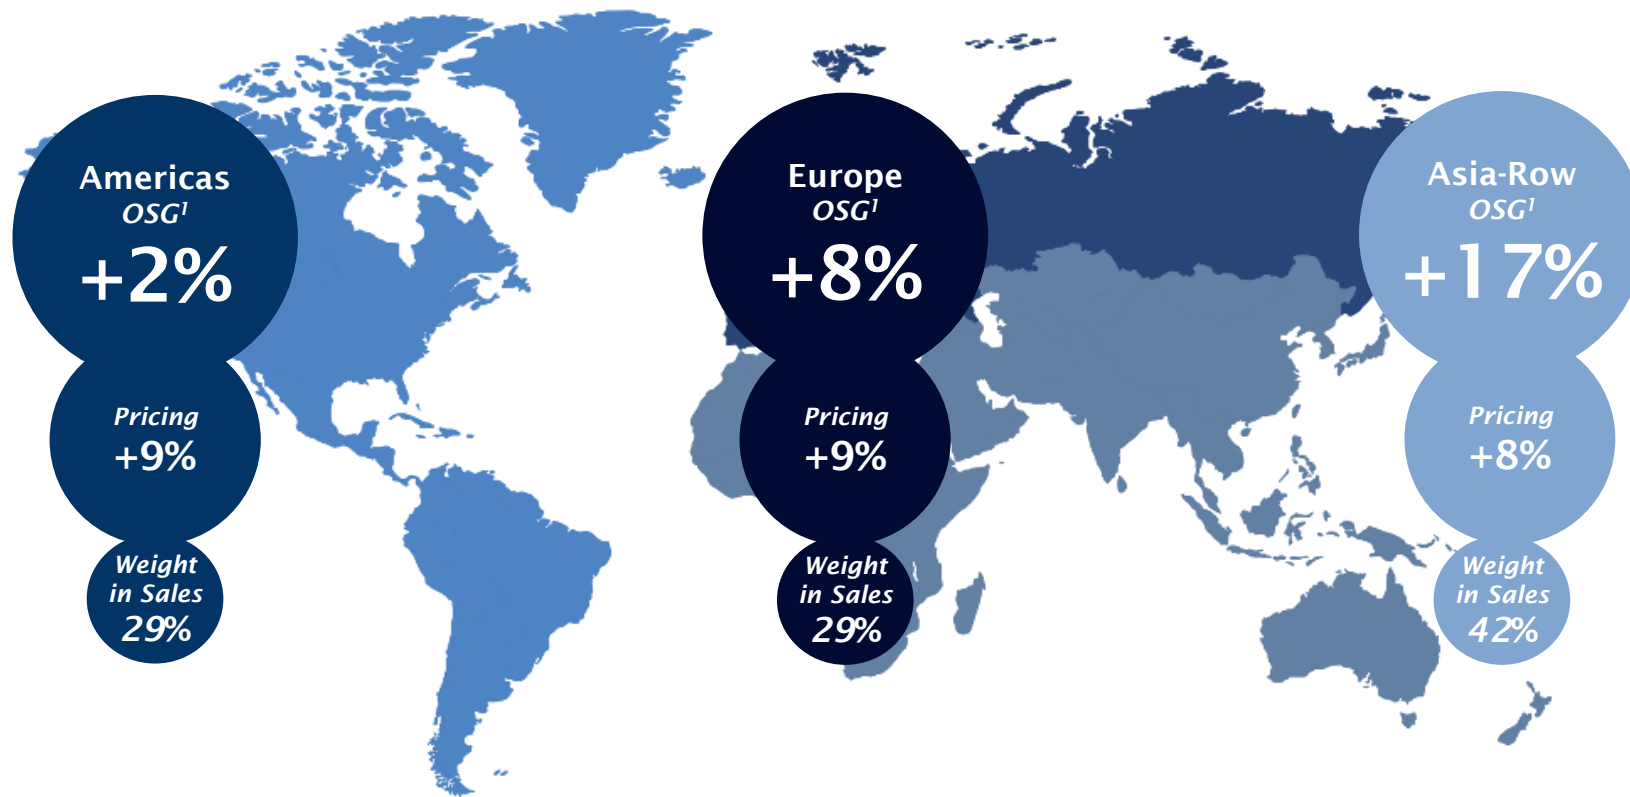 Americas
OSG¹
+2%
Pricing
+9%
Weight
in Sales
29%
Europe
OSG¹
+8%
Pricing
+9%
Weight
in Sales
29%
Asia-Row
OSG¹
+17%
Pricing
+8%
Weight
in Sales
42%